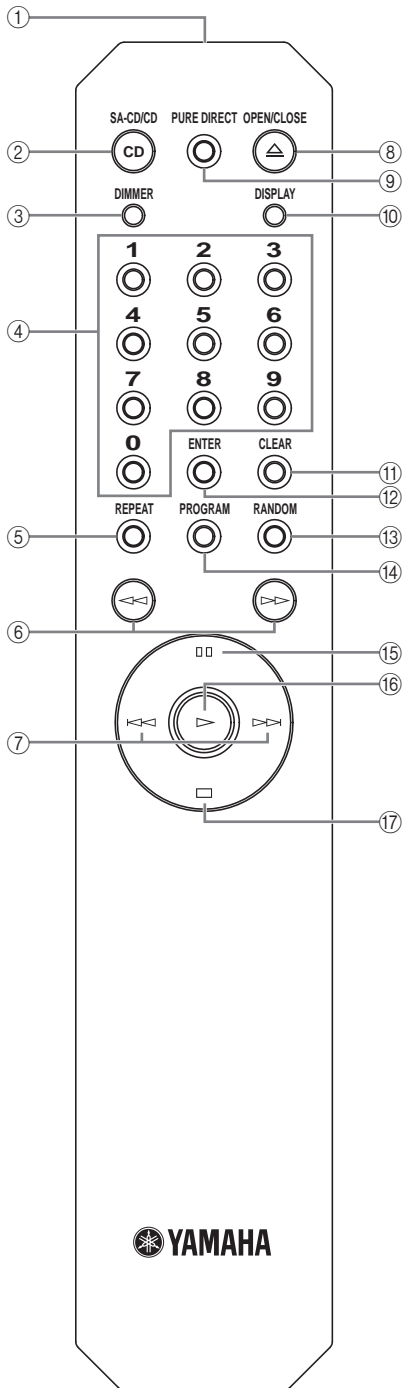 ①
SA-CD/CD PURE DIRECT OPEN/CLOSE
② CD ⑧
⑨
③ DIMMER DISPLAY ⑩
1 2 3
④ 4 5 6
7 8 9
0 ENTER CLEAR ⑪
⑫
REPEAT PROGRAM RANDOM
⑤ ⑬
⑭
⑥
⑮
⑯
⑦
⑰
YAMAHA